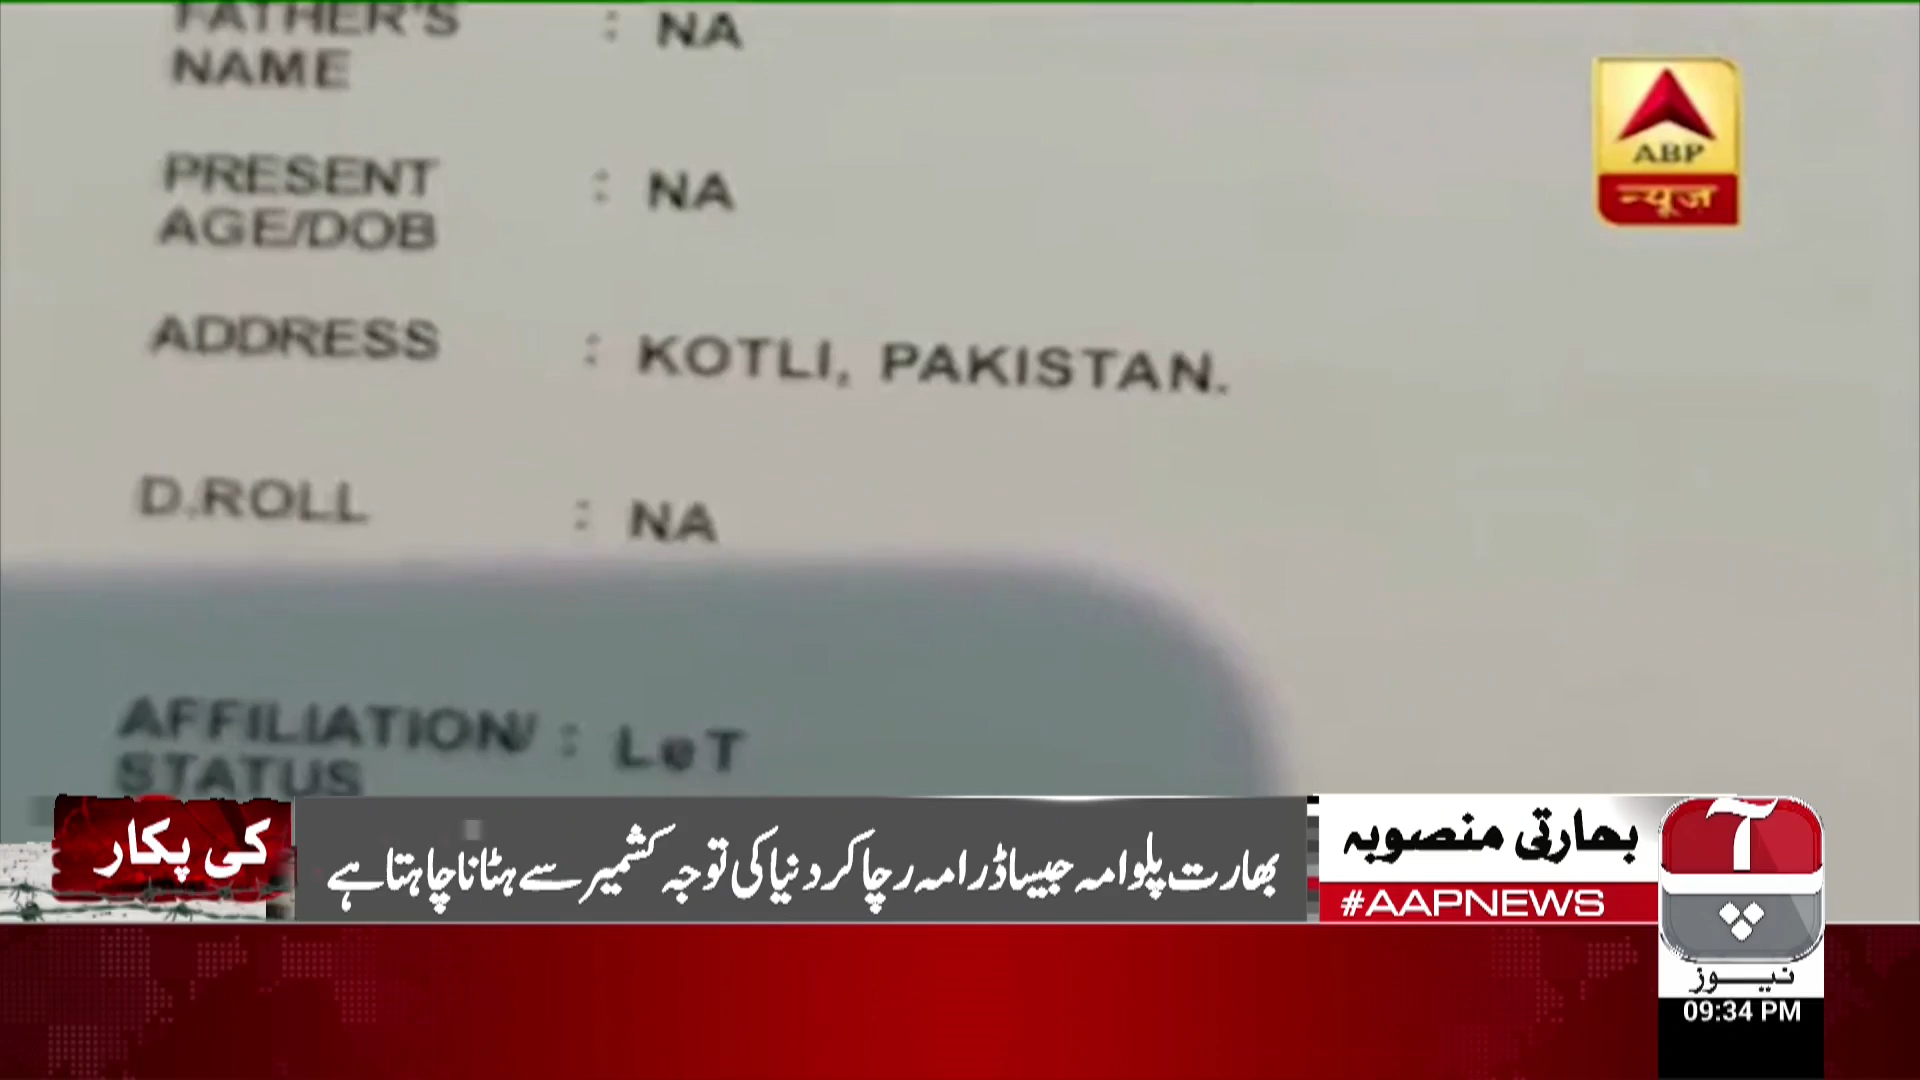 FATHER'S : NA
NAME
ABP
न्यूज़
PRESENT : NA
AGE/DOB
ADDRESS : KOTLI, PAKISTAN.
D.ROLL : NA
AFFILIATION/ : LeT
STATUS
کی پکار
بھارت پلوامہ جیسا ڈرامہ رچا کر دنیا کی توجہ کشمیر سے ہٹانا چاہتا ہے
بھارتی منصوبہ
#AAPNEWS
آپ
نیوز
09:34 PM